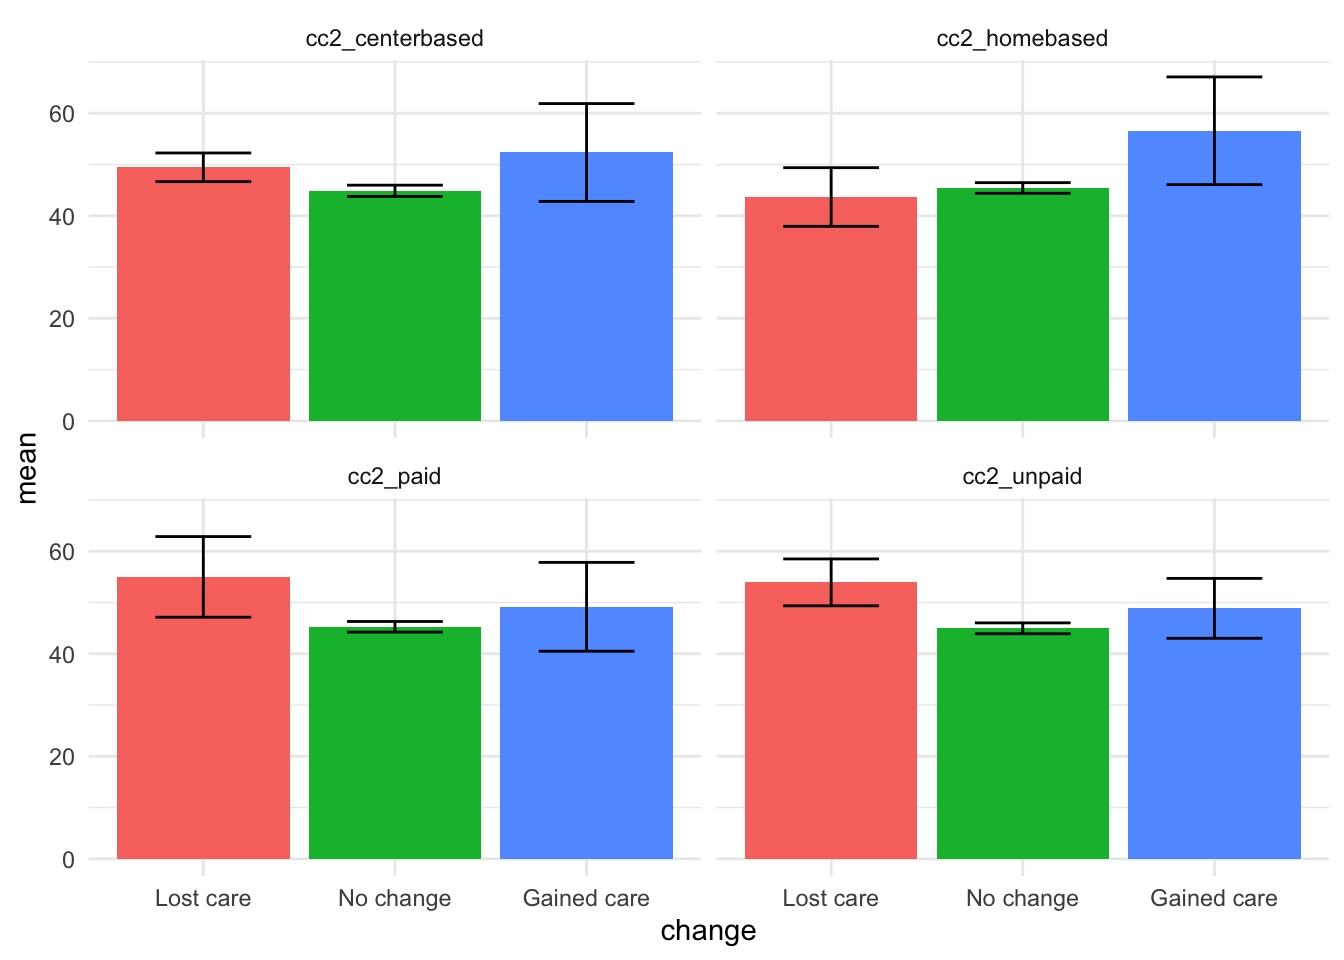 cc2_centerbased
cc2_homebased
60
40
20
0
mean
cc2_paid
cc2_unpaid
60
40
20
0
Lost care No change Gained care
Lost care No change Gained care
change